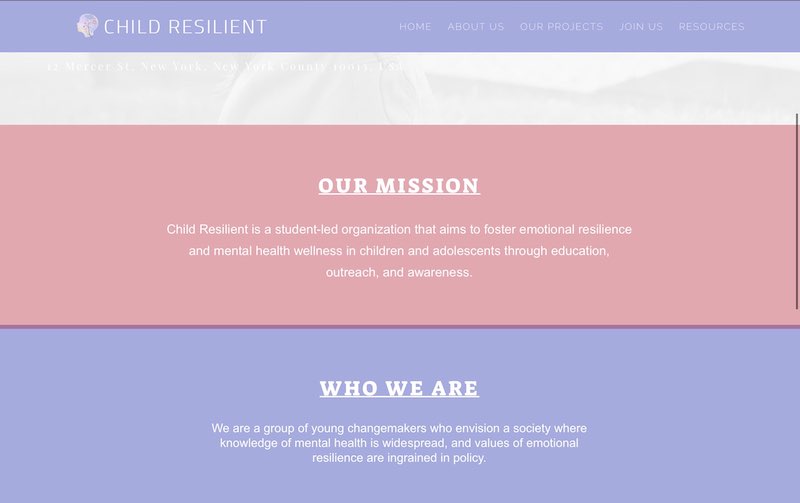 CHILD RESILIENT
HOME ABOUT US OUR PROJECTS JOIN US RESOURCES
12 Mercer St, New York, New York County 10013, USA
OUR MISSION
Child Resilient is a student-led organization that aims to foster emotional resilience
and mental health wellness in children and adolescents through education,
outreach, and awareness.
WHO WE ARE
We are a group of young changemakers who envision a society where
knowledge of mental health is widespread, and values of emotional
resilience are ingrained in policy.